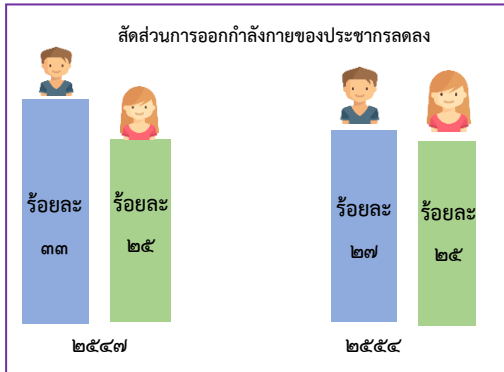 สัดส่วนการออกกำลังกายของประชากรลดลง
ร้อยละ
๓๓
ร้อยละ
๒๕
ร้อยละ
๒๗
ร้อยละ
๒๕
๒๕๔๗
๒๕๕๔